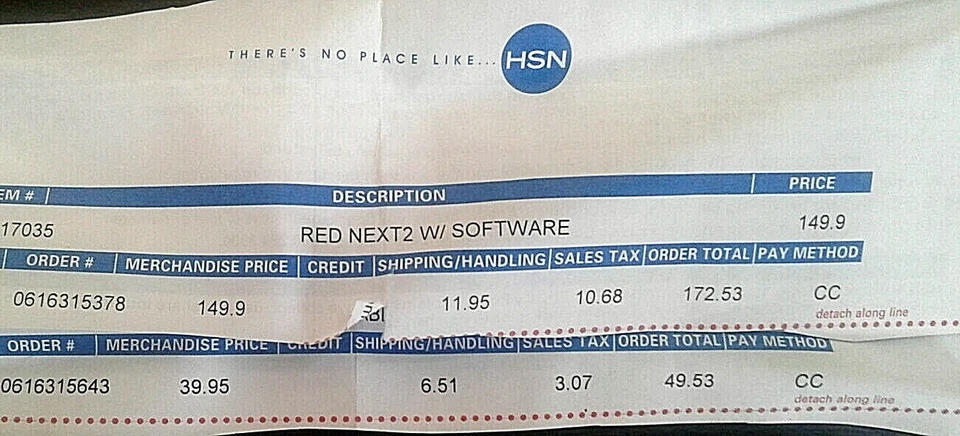 THERE'S NO PLACE LIKE... HSN
EM # DESCRIPTION PRICE
17035 RED NEXT2 W/ SOFTWARE 149.9
ORDER # MERCHANDISE PRICE CREDIT SHIPPING/HANDLING SALES TAX ORDER TOTAL PAY METHOD
0616315378 149.9 11.95 10.68 172.53 CC
detach along line
ORDER # MERCHANDISE PRICE CREDIT SHIPPING/HANDLING SALES TAX ORDER TOTAL PAY METHOD
0616315643 39.95 6.51 3.07 49.53 CC
detach along line